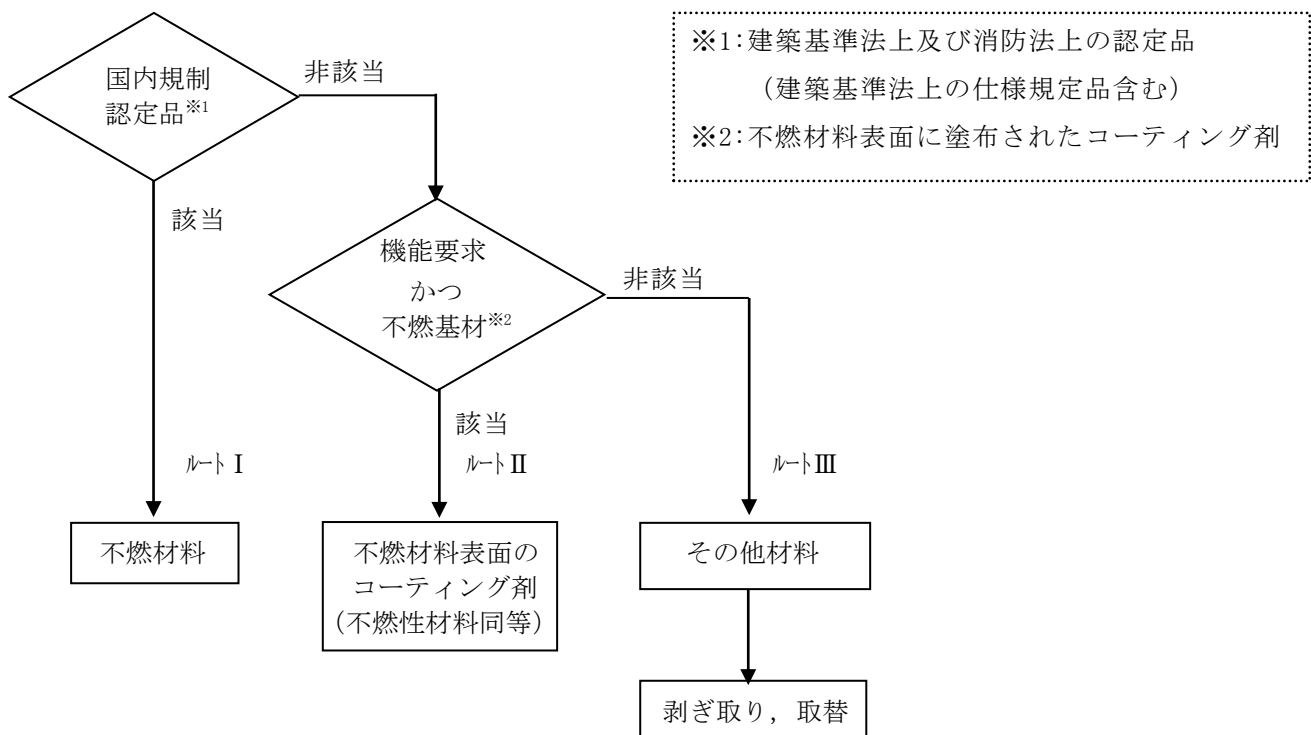 国内規制
認定品※1
非該当
該当
※1:建築基準法上及び消防法上の認定品
(建築基準法上の仕様規定品含む)
※2:不燃材料表面に塗布されたコーティング剤
機能要求
かつ
不燃基材※2
非該当
該当
ルートⅠ
ルートⅡ
ルートⅢ
不燃材料
不燃材料表面の
コーティング剤
(不燃性材料同等)
その他材料
剥ぎ取り，取替